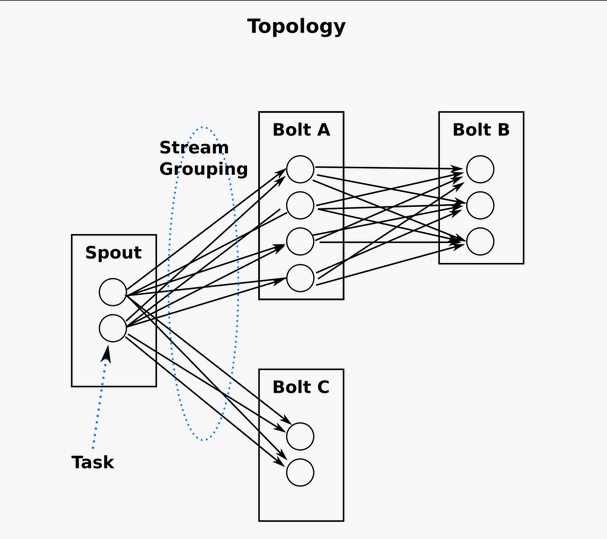 Topology
Bolt A
Bolt B
Stream
Grouping
Spout
Bolt C
Task